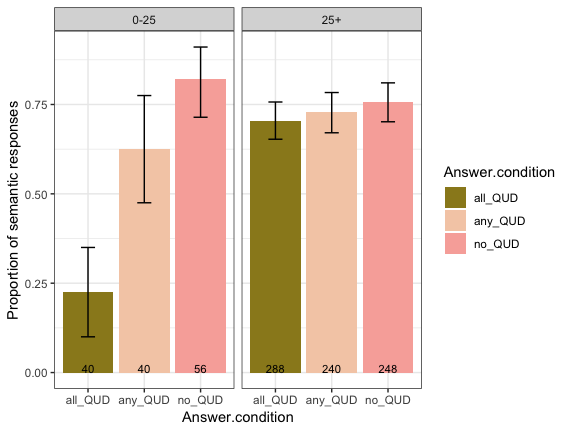 0-25
25+
Proportion of semantic responses
0.75
0.50
0.25
0.00
40
40
56
288
240
248
all_QUD
any_QUD
no_QUD
all_QUD
any_QUD
no_QUD
Answer.condition
Answer.condition
all_QUD
any_QUD
no_QUD